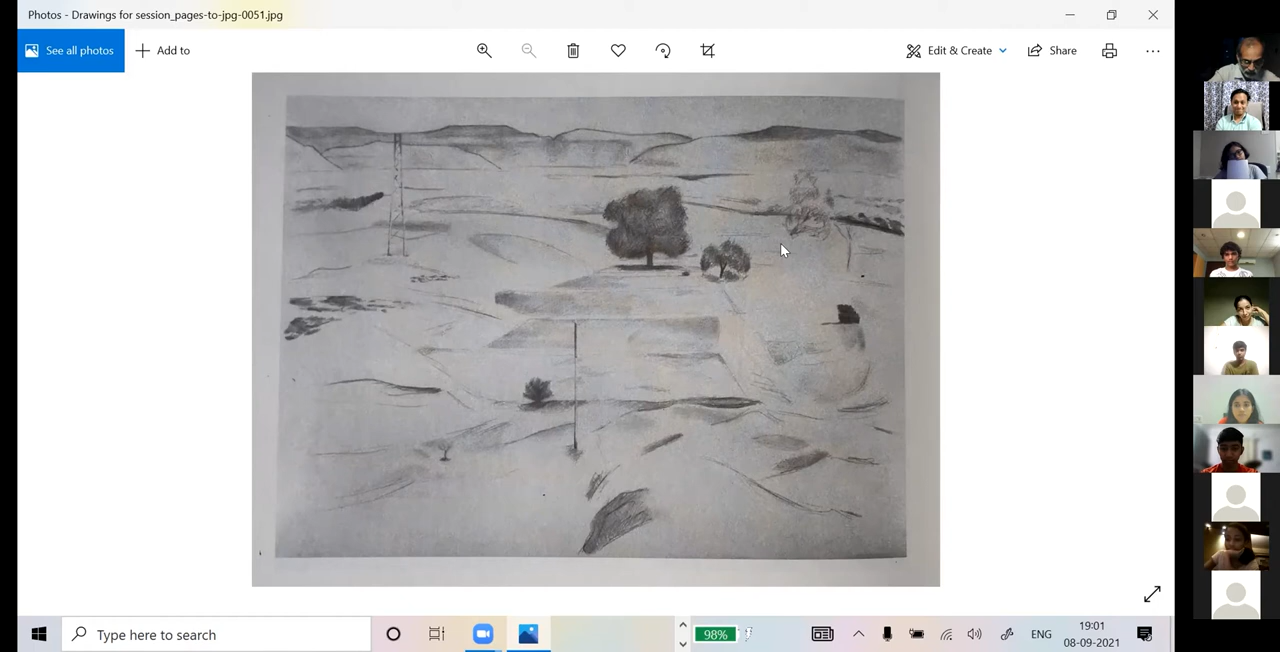 Photos - Drawings for session_pages-to-jpg-0051.jpg
See all photos
Add to
Edit & Create
Share
Type here to search
98%
ENG
19:01
08-09-2021